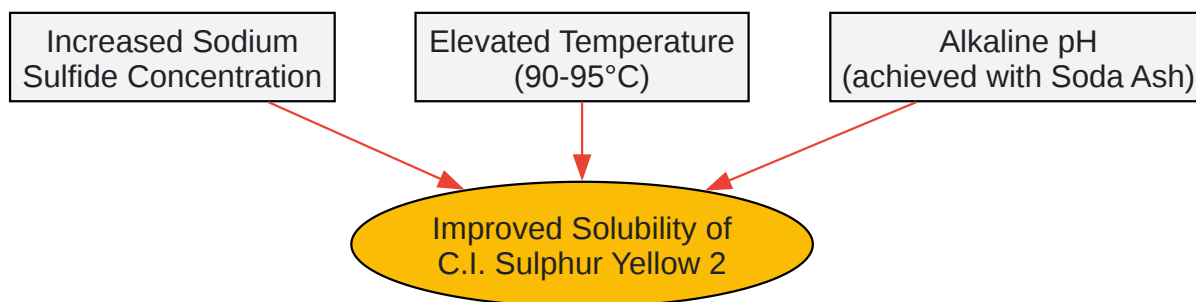 Increased Sodium
Sulfide Concentration
Elevated Temperature
(90-95°C)
Alkaline pH
(achieved with Soda Ash)
Improved Solubility of
C.I. Sulphur Yellow 2